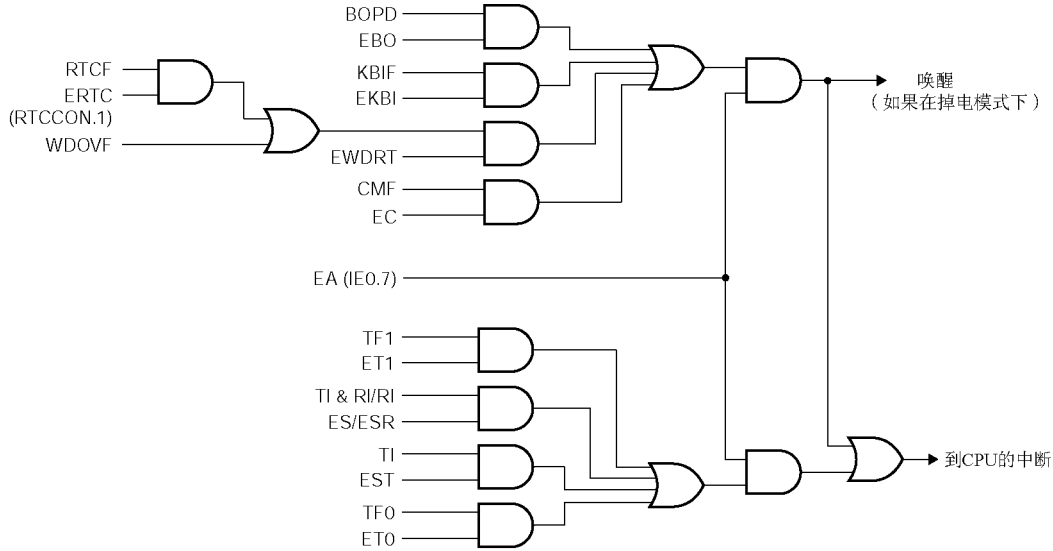 BOPD
EBO
RTCF
ERTC
(RTCCON.1)
WDOVF
KBIF
EKBI
EWDRT
CMF
EC
唤醒
（如果在掉电模式下）
EA (IE0.7)
TF1
ET1
TI & RI/RI
ES/ESR
TI
EST
TF0
ET0
到CPU的中断